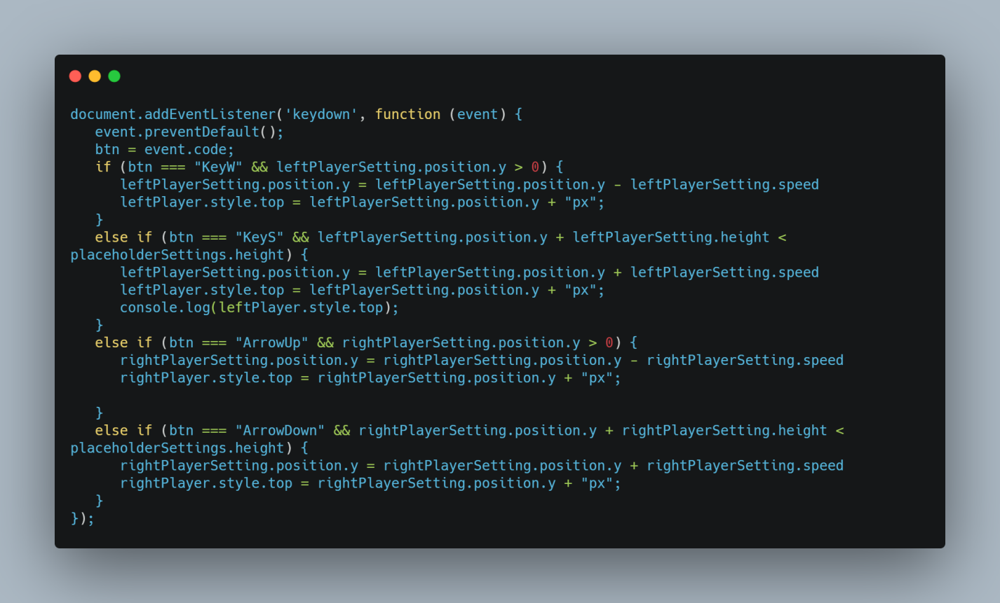 document.addEventListener('keydown', function (event) {
   event.preventDefault();
   btn = event.code;
   if (btn === "KeyW" && leftPlayerSetting.position.y > 0) {
      leftPlayerSetting.position.y = leftPlayerSetting.position.y - leftPlayerSetting.speed
      leftPlayer.style.top = leftPlayerSetting.position.y + "px";
   }
   else if (btn === "KeyS" && leftPlayerSetting.position.y + leftPlayerSetting.height <
placeholderSettings.height) {
      leftPlayerSetting.position.y = leftPlayerSetting.position.y + leftPlayerSetting.speed
      leftPlayer.style.top = leftPlayerSetting.position.y + "px";
      console.log(leftPlayer.style.top);
   }
   else if (btn === "ArrowUp" && rightPlayerSetting.position.y > 0) {
      rightPlayerSetting.position.y = rightPlayerSetting.position.y - rightPlayerSetting.speed
      rightPlayer.style.top = rightPlayerSetting.position.y + "px";

   }
   else if (btn === "ArrowDown" && rightPlayerSetting.position.y + rightPlayerSetting.height <
placeholderSettings.height) {
      rightPlayerSetting.position.y = rightPlayerSetting.position.y + rightPlayerSetting.speed
      rightPlayer.style.top = rightPlayerSetting.position.y + "px";
   }
});